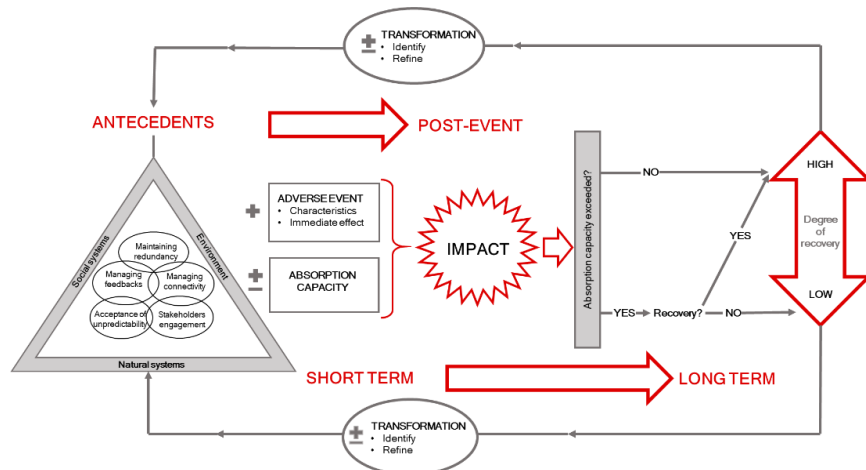 ± TRANSFORMATION
• Identify
• Refine
ANTECEDENTS
POST-EVENT
Social systems
Environment
Natural systems
Maintaining
redundancy
Managing
feedbacks
Managing
connectivity
Acceptance of
unpredictability
Stakeholders
engagement
+
ADVERSE EVENT
• Characteristics
• Immediate effect
±
ABSORPTION
CAPACITY
IMPACT
Absorption capacity exceeded?
NO
YES
Recovery?
YES
NO
HIGH
Degree of
recovery
LOW
SHORT TERM
LONG TERM
± TRANSFORMATION
• Identify
• Refine